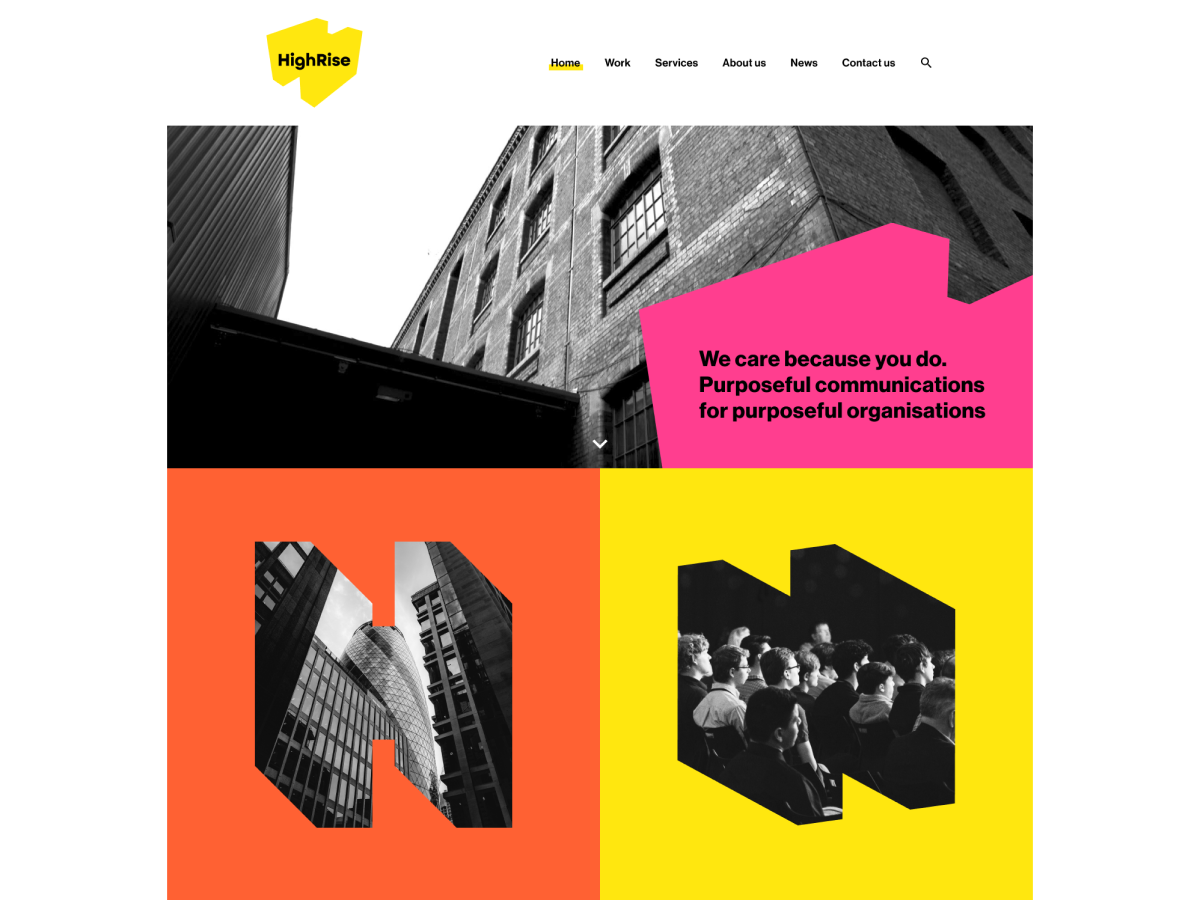 HighRise
Home Work Services About us News Contact us
We care because you do.
Purposeful communications
for purposeful organisations